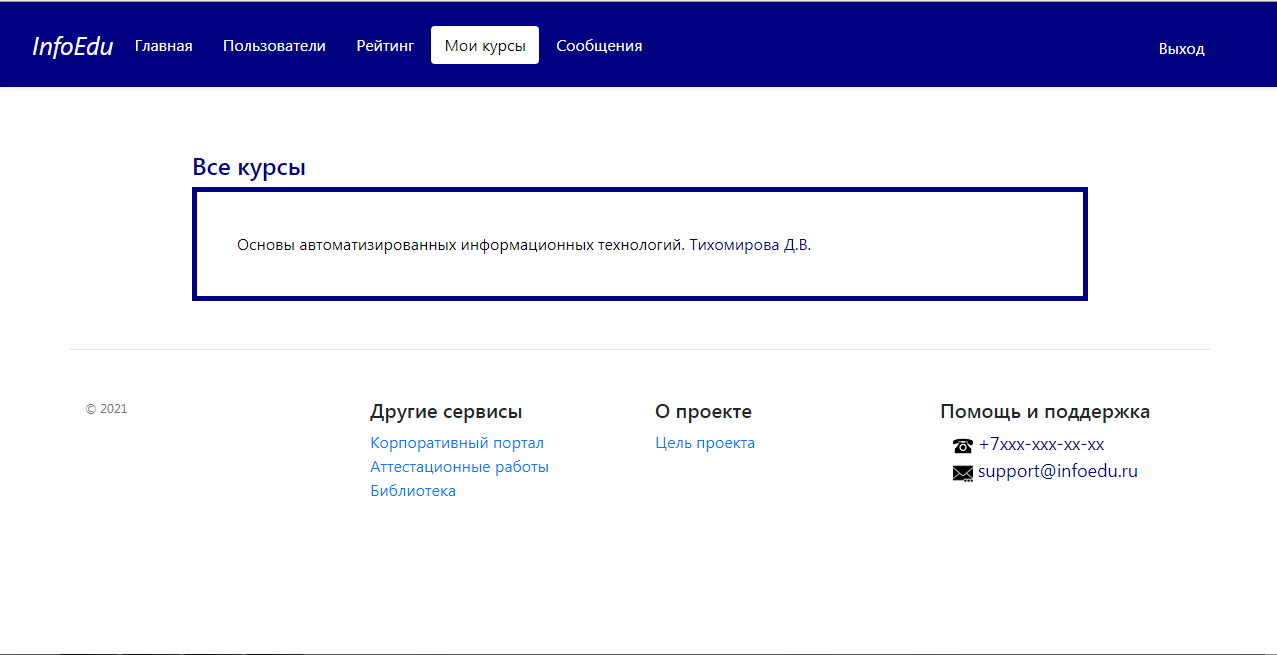 InfoEdu Главная Пользователи Рейтинг Мои курсы Сообщения Выход
Все курсы
Основы автоматизированных информационных технологий. Тихомирова Д.В.
© 2021
Другие сервисы
Корпоративный портал
Аттестационные работы
Библиотека
О проекте
Цель проекта
Помощь и поддержка
+7xxx-xxx-xx-xx
support@infoedu.ru